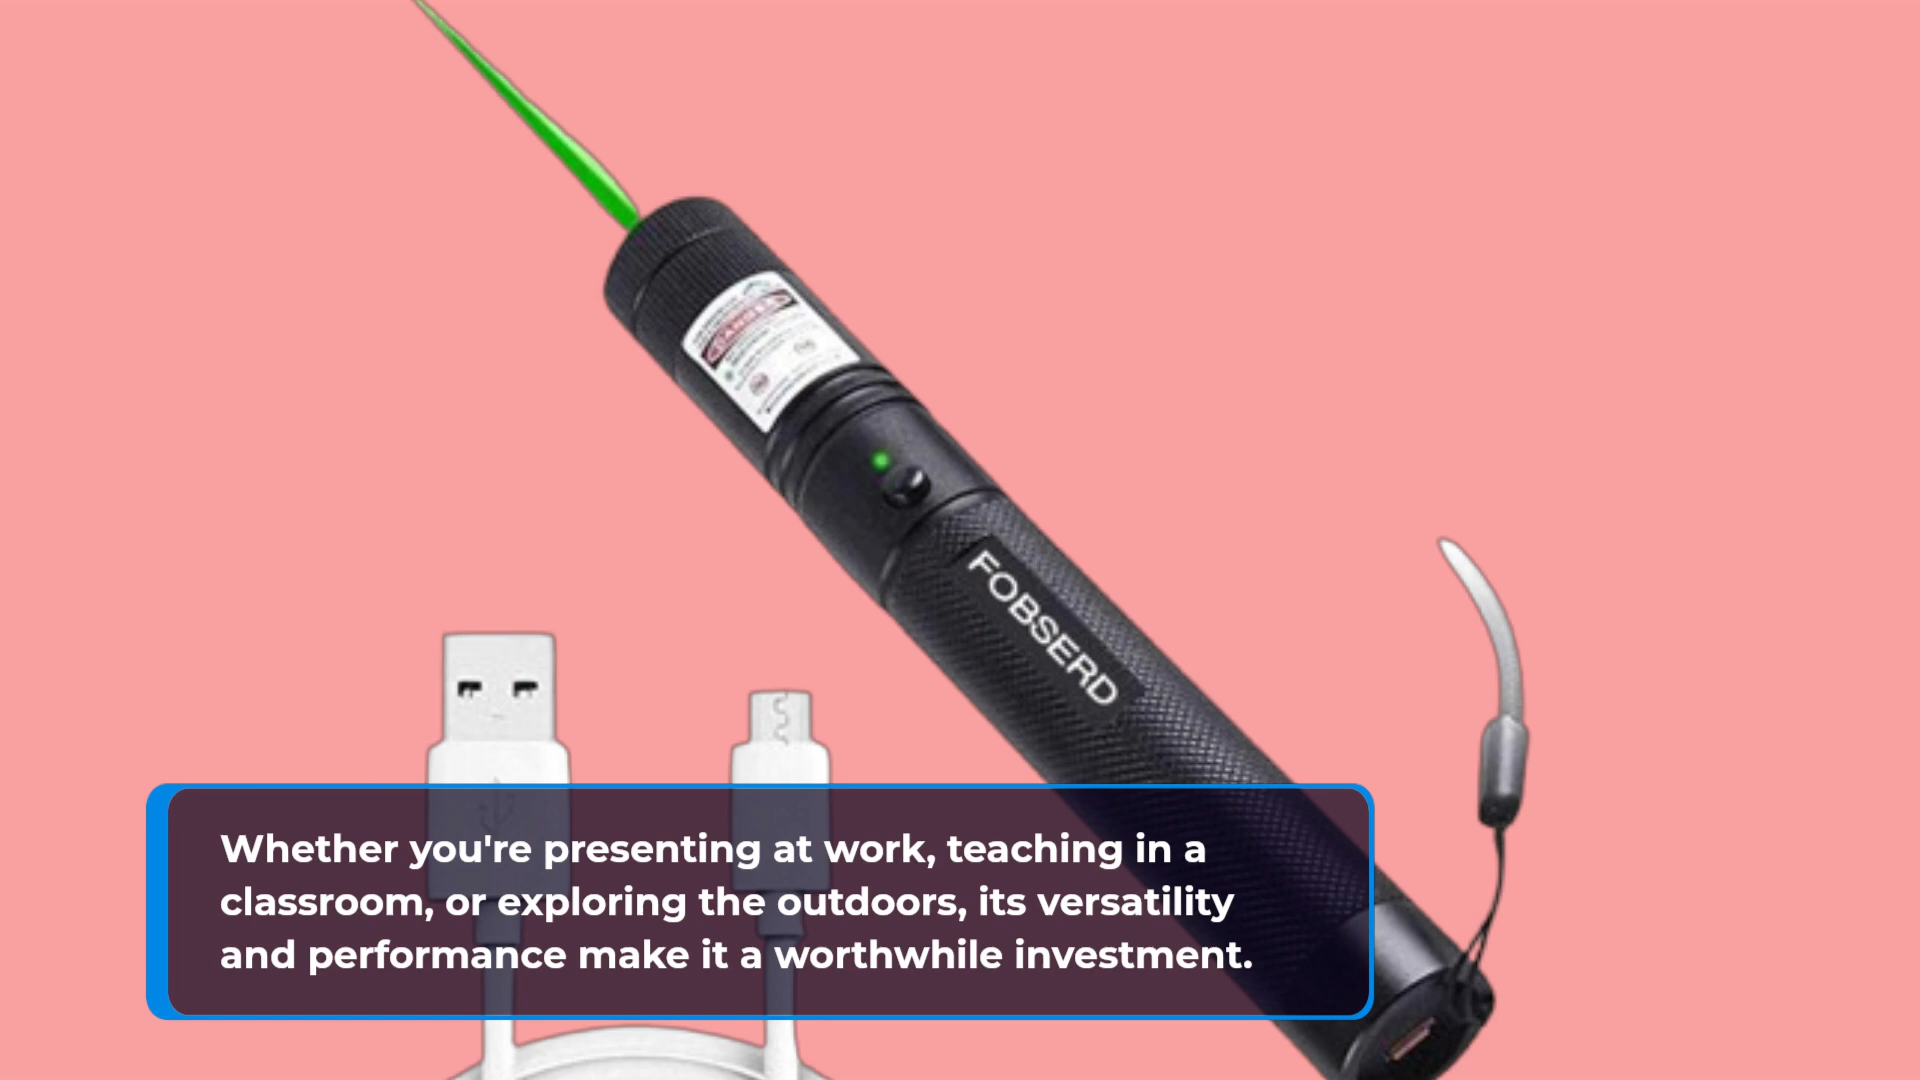 DANGER
FOBSERD
Whether you're presenting at work, teaching in a
classroom, or exploring the outdoors, its versatility
and performance make it a worthwhile investment.